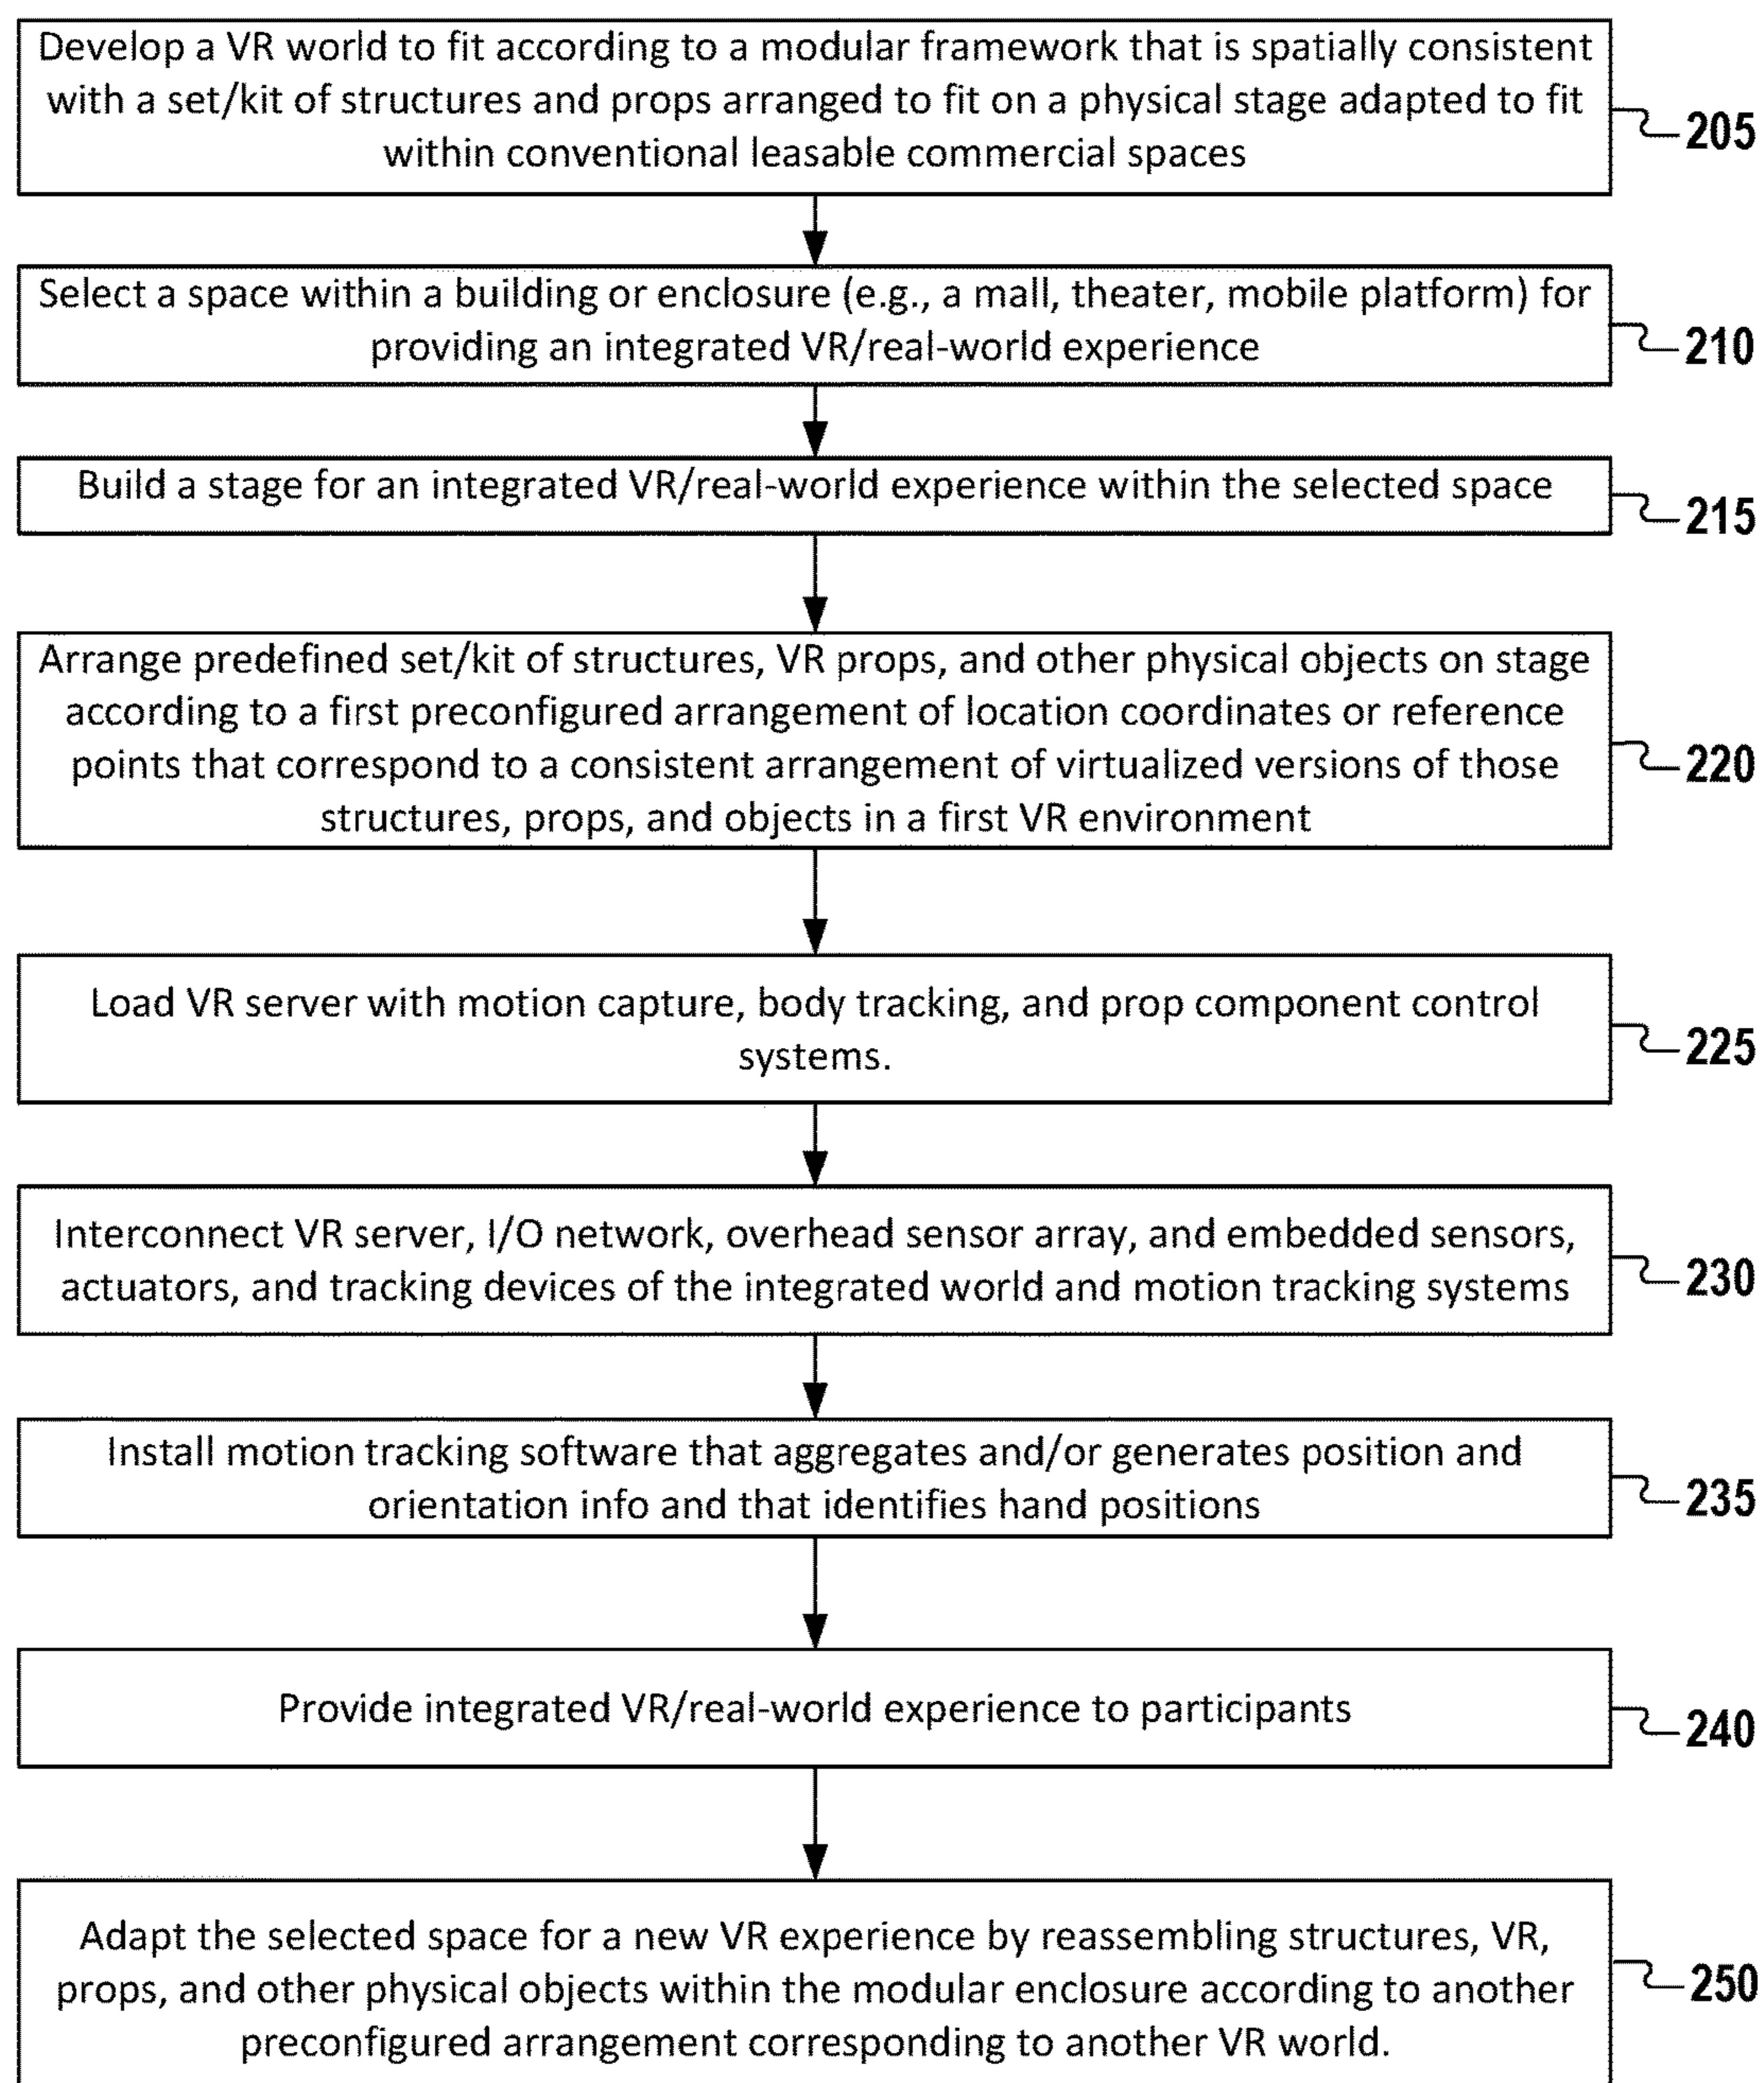 Develop a VR world to fit according to a modular framework that is spatially consistent
with a set/kit of structures and props arranged to fit on a physical stage adapted to fit
within conventional leasable commercial spaces
205
Select a space within a building or enclosure (e.g., a mall, theater, mobile platform) for
providing an integrated VR/real-world experience
210
Build a stage for an integrated VR/real-world experience within the selected space
215
Arrange predefined set/kit of structures, VR props, and other physical objects on stage
according to a first preconfigured arrangement of location coordinates or reference
points that correspond to a consistent arrangement of virtualized versions of those
structures, props, and objects in a first VR environment
220
Load VR server with motion capture, body tracking, and prop component control
systems.
225
Interconnect VR server, I/O network, overhead sensor array, and embedded sensors,
actuators, and tracking devices of the integrated world and motion tracking systems
230
Install motion tracking software that aggregates and/or generates position and
orientation info and that identifies hand positions
235
Provide integrated VR/real-world experience to participants
240
Adapt the selected space for a new VR experience by reassembling structures, VR,
props, and other physical objects within the modular enclosure according to another
preconfigured arrangement corresponding to another VR world.
250